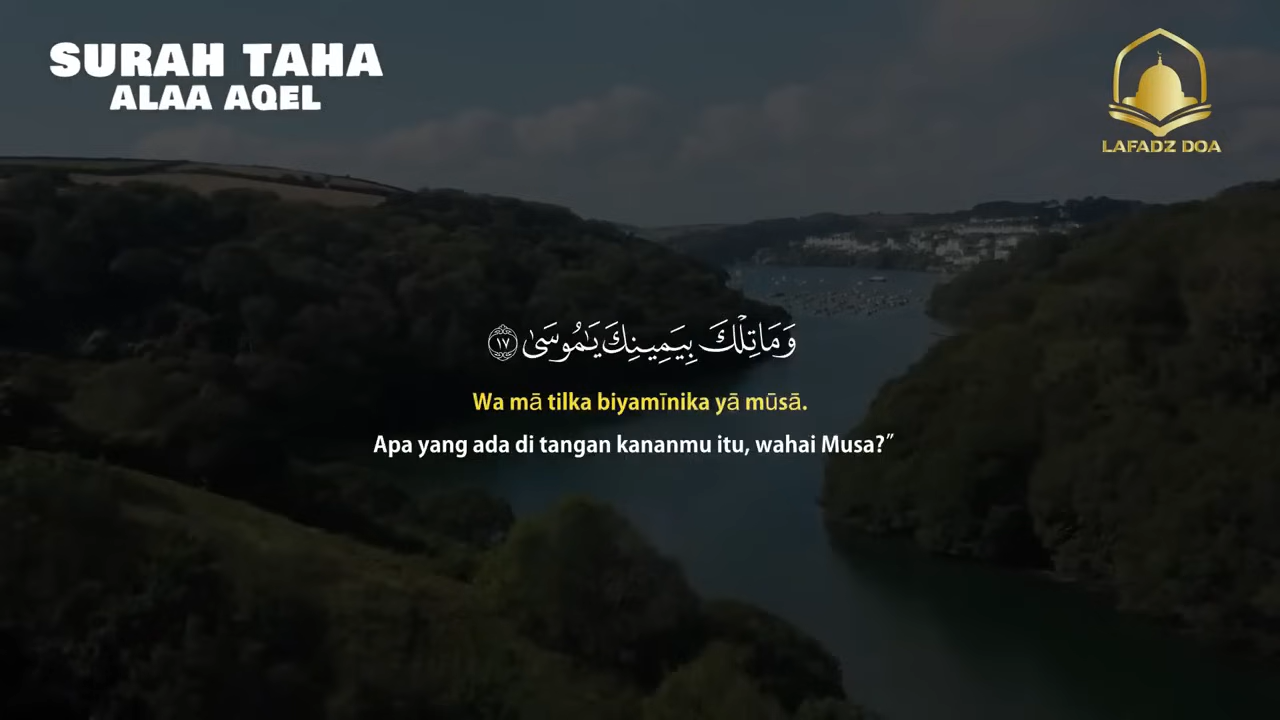 SURAH TAHA
ALAA AQEL
LAFADZ DOA
وَمَا تِلْكَ بِيَمِينِكَ يَـٰمُوسَىٰ ١٧
Wa mā tilka biyamīnika yā mūsā.
Apa yang ada di tangan kananmu itu, wahai Musa?”